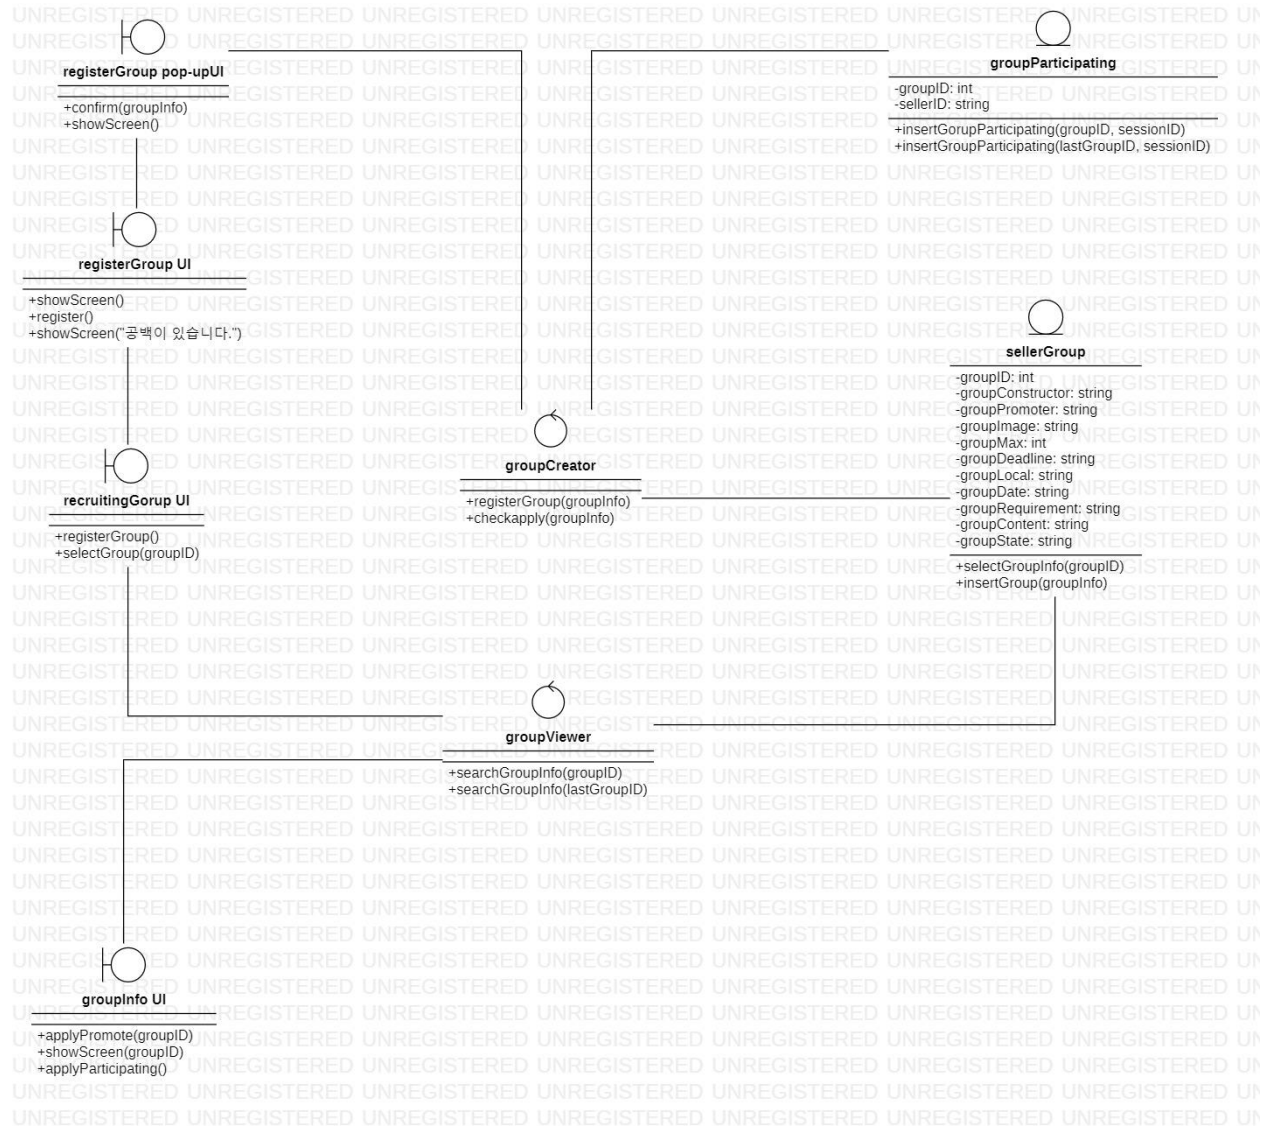 registerGroup pop-upUI
+confirm(groupInfo)
+showScreen()
groupParticipating
-groupID: int
-sellerID: string
+insertGorupParticipating(groupID, sessionID)
+insertGroupParticipating(lastGroupID, sessionID)
registerGroup UI
+showScreen()
+register()
+showScreen("공백이 있습니다.")
sellerGroup
-groupID: int
-groupConstructor: string
-groupPromoter: string
-groupImage: string
-groupMax: int
-groupDeadline: string
-groupLocal: string
-groupDate: string
-groupRequirement: string
-groupContent: string
-groupState: string
+selectGroupInfo(groupID)
+insertGroup(groupInfo)
groupCreator
+registerGroup(groupInfo)
+checkapply(groupInfo)
recruitingGorup UI
+registerGroup()
+selectGroup(groupID)
groupViewer
+searchGroupInfo(groupID)
+searchGroupInfo(lastGroupID)
groupInfo UI
+applyPromote(groupID)
+showScreen(groupID)
+applyParticipating()
UNREGISTERED